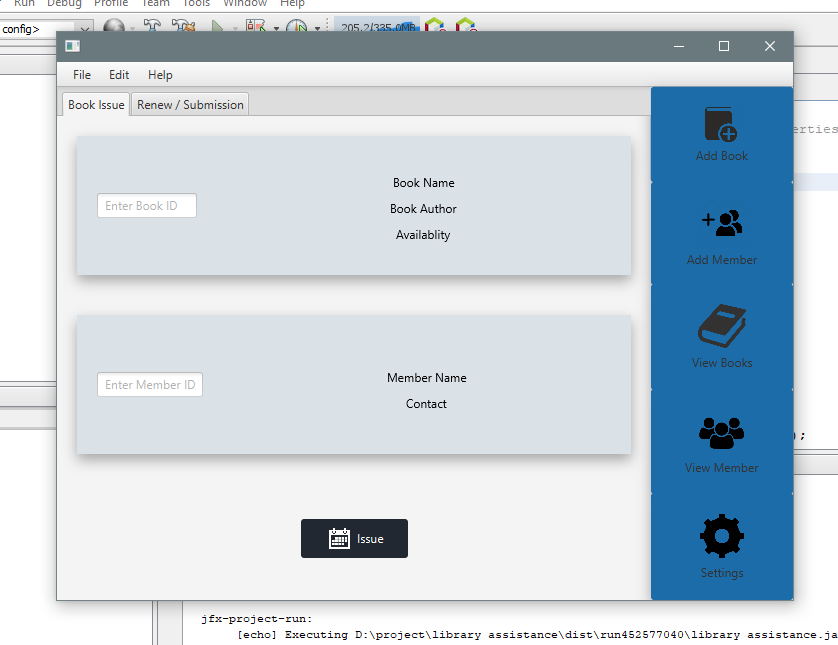 Run Debug Profile Team Tools Window Help
config>
205.2/335.0MB
File Edit Help
Book Issue Renew / Submission
erties
Add Book
Enter Book ID
Book Name
Book Author
Availablity
Add Member
View Books
Enter Member ID
Member Name
Contact
);
View Member
Issue
Settings
jfx-project-run:
[echo] Executing D:\project\library assistance\dist\run452577040\library assistance.ja